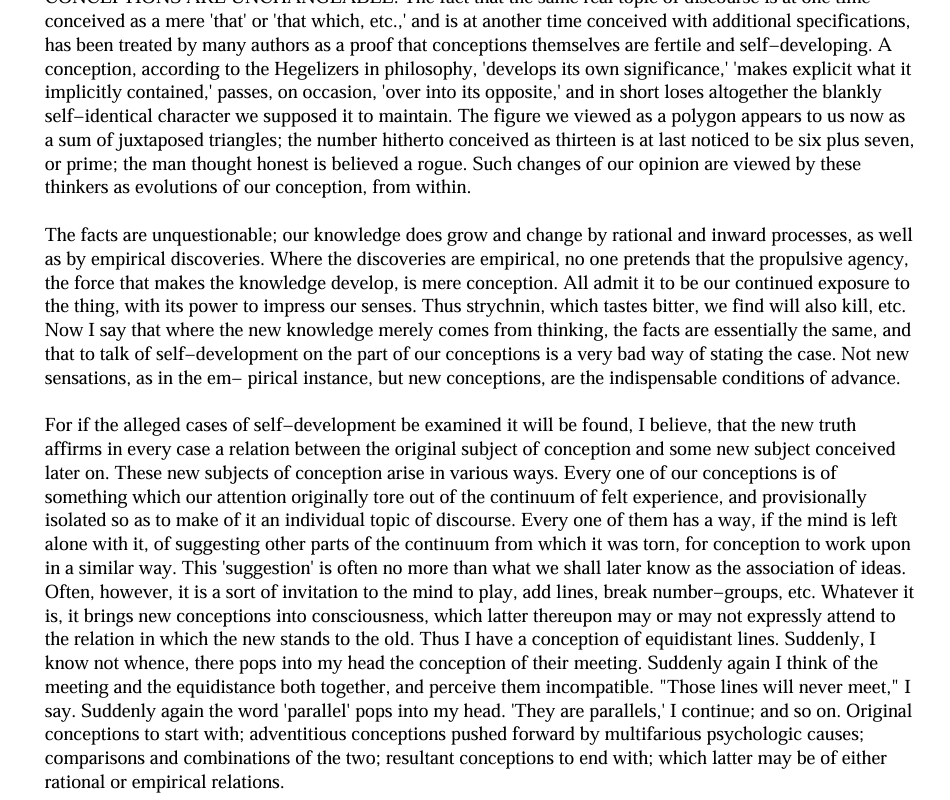 CONCEPTIONS ARE UNCHANGEABLE. The fact that the same real topic of discourse is at one time
conceived as a mere 'that' or 'that which, etc.,' and is at another time conceived with additional specifications,
has been treated by many authors as a proof that conceptions themselves are fertile and self−developing. A
conception, according to the Hegelizers in philosophy, 'develops its own significance,' 'makes explicit what it
implicitly contained,' passes, on occasion, 'over into its opposite,' and in short loses altogether the blankly
self−identical character we supposed it to maintain. The figure we viewed as a polygon appears to us now as
a sum of juxtaposed triangles; the number hitherto conceived as thirteen is at last noticed to be six plus seven,
or prime; the man thought honest is believed a rogue. Such changes of our opinion are viewed by these
thinkers as evolutions of our conception, from within.
The facts are unquestionable; our knowledge does grow and change by rational and inward processes, as well
as by empirical discoveries. Where the discoveries are empirical, no one pretends that the propulsive agency,
the force that makes the knowledge develop, is mere conception. All admit it to be our continued exposure to
the thing, with its power to impress our senses. Thus strychnin, which tastes bitter, we find will also kill, etc.
Now I say that where the new knowledge merely comes from thinking, the facts are essentially the same, and
that to talk of self−development on the part of our conceptions is a very bad way of stating the case. Not new
sensations, as in the em− pirical instance, but new conceptions, are the indispensable conditions of advance.
For if the alleged cases of self−development be examined it will be found, I believe, that the new truth
affirms in every case a relation between the original subject of conception and some new subject conceived
later on. These new subjects of conception arise in various ways. Every one of our conceptions is of
something which our attention originally tore out of the continuum of felt experience, and provisionally
isolated so as to make of it an individual topic of discourse. Every one of them has a way, if the mind is left
alone with it, of suggesting other parts of the continuum from which it was torn, for conception to work upon
in a similar way. This 'suggestion' is often no more than what we shall later know as the association of ideas.
Often, however, it is a sort of invitation to the mind to play, add lines, break number−groups, etc. Whatever it
is, it brings new conceptions into consciousness, which latter thereupon may or may not expressly attend to
the relation in which the new stands to the old. Thus I have a conception of equidistant lines. Suddenly, I
know not whence, there pops into my head the conception of their meeting. Suddenly again I think of the
meeting and the equidistance both together, and perceive them incompatible. "Those lines will never meet," I
say. Suddenly again the word 'parallel' pops into my head. 'They are parallels,' I continue; and so on. Original
conceptions to start with; adventitious conceptions pushed forward by multifarious psychologic causes;
comparisons and combinations of the two; resultant conceptions to end with; which latter may be of either
rational or empirical relations.